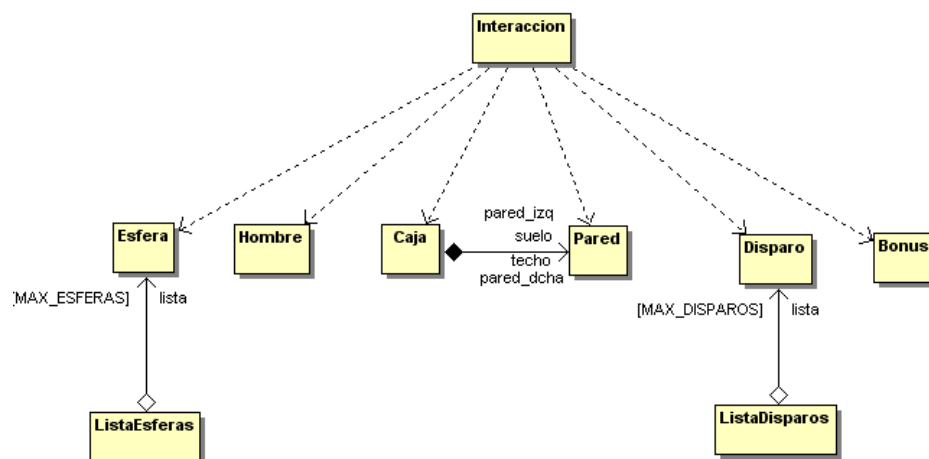 Interaccion
Esfera
Hombre
Caja
pared_izq
suelo
techo
pared_dcha
Pared
Disparo
Bonus
[MAX_ESFERAS] lista
[MAX_DISPAROS] lista
ListaEsferas
ListaDisparos